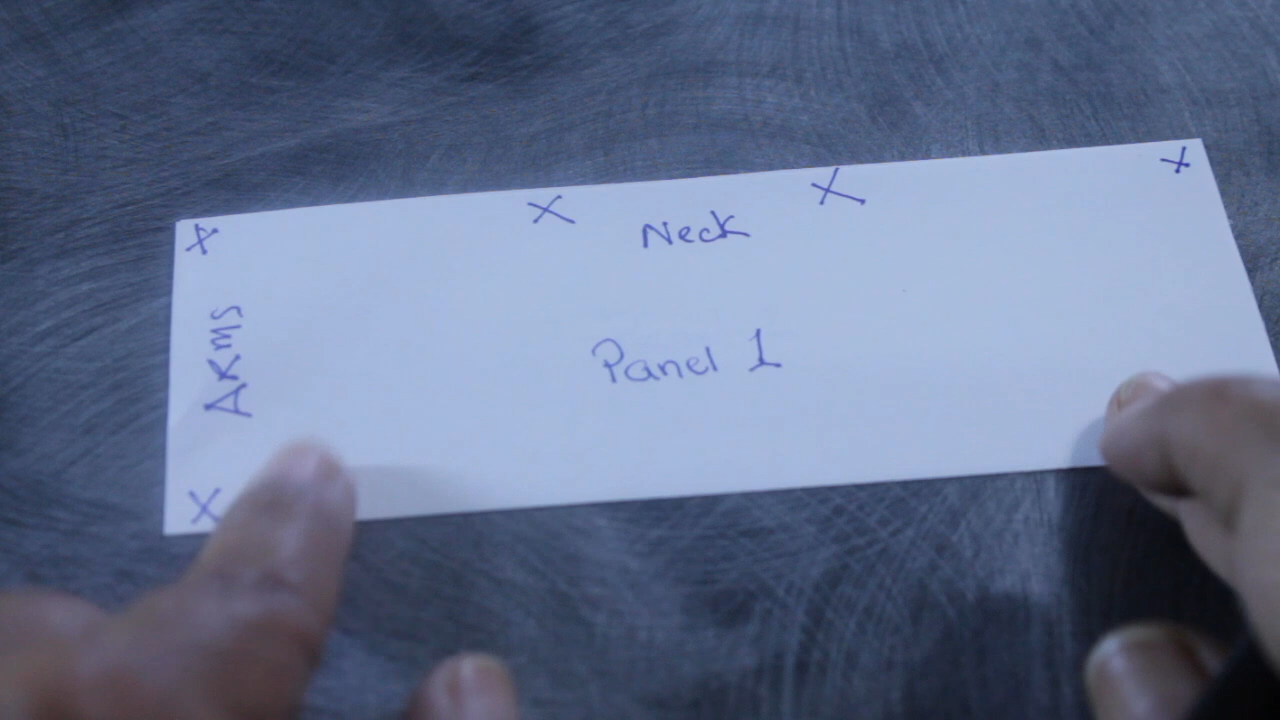 X X X X
Neck
ARMS
Panel 1
X